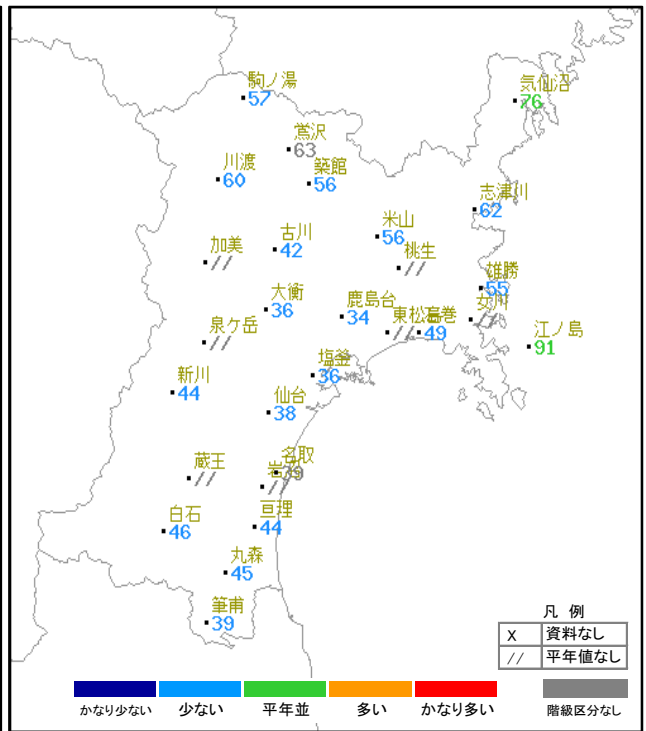 駒ノ湯
57
気仙沼
76
鴬沢
63
川渡
60
築館
56
志津川
62
米山
56
古川
42
加美
//
桃生
//
雄勝
55
大衡
36
鹿島台
34
女川
//
東松島
//
石巻
49
泉ケ岳
//
江ノ島
91
塩釜
36
新川
44
仙台
38
名取
39
蔵王
//
岩沼
//
白石
46
亘理
44
丸森
45
筆甫
39
凡 例
X 資料なし
// 平年値なし
かなり少ない 少ない 平年並 多い かなり多い 階級区分なし